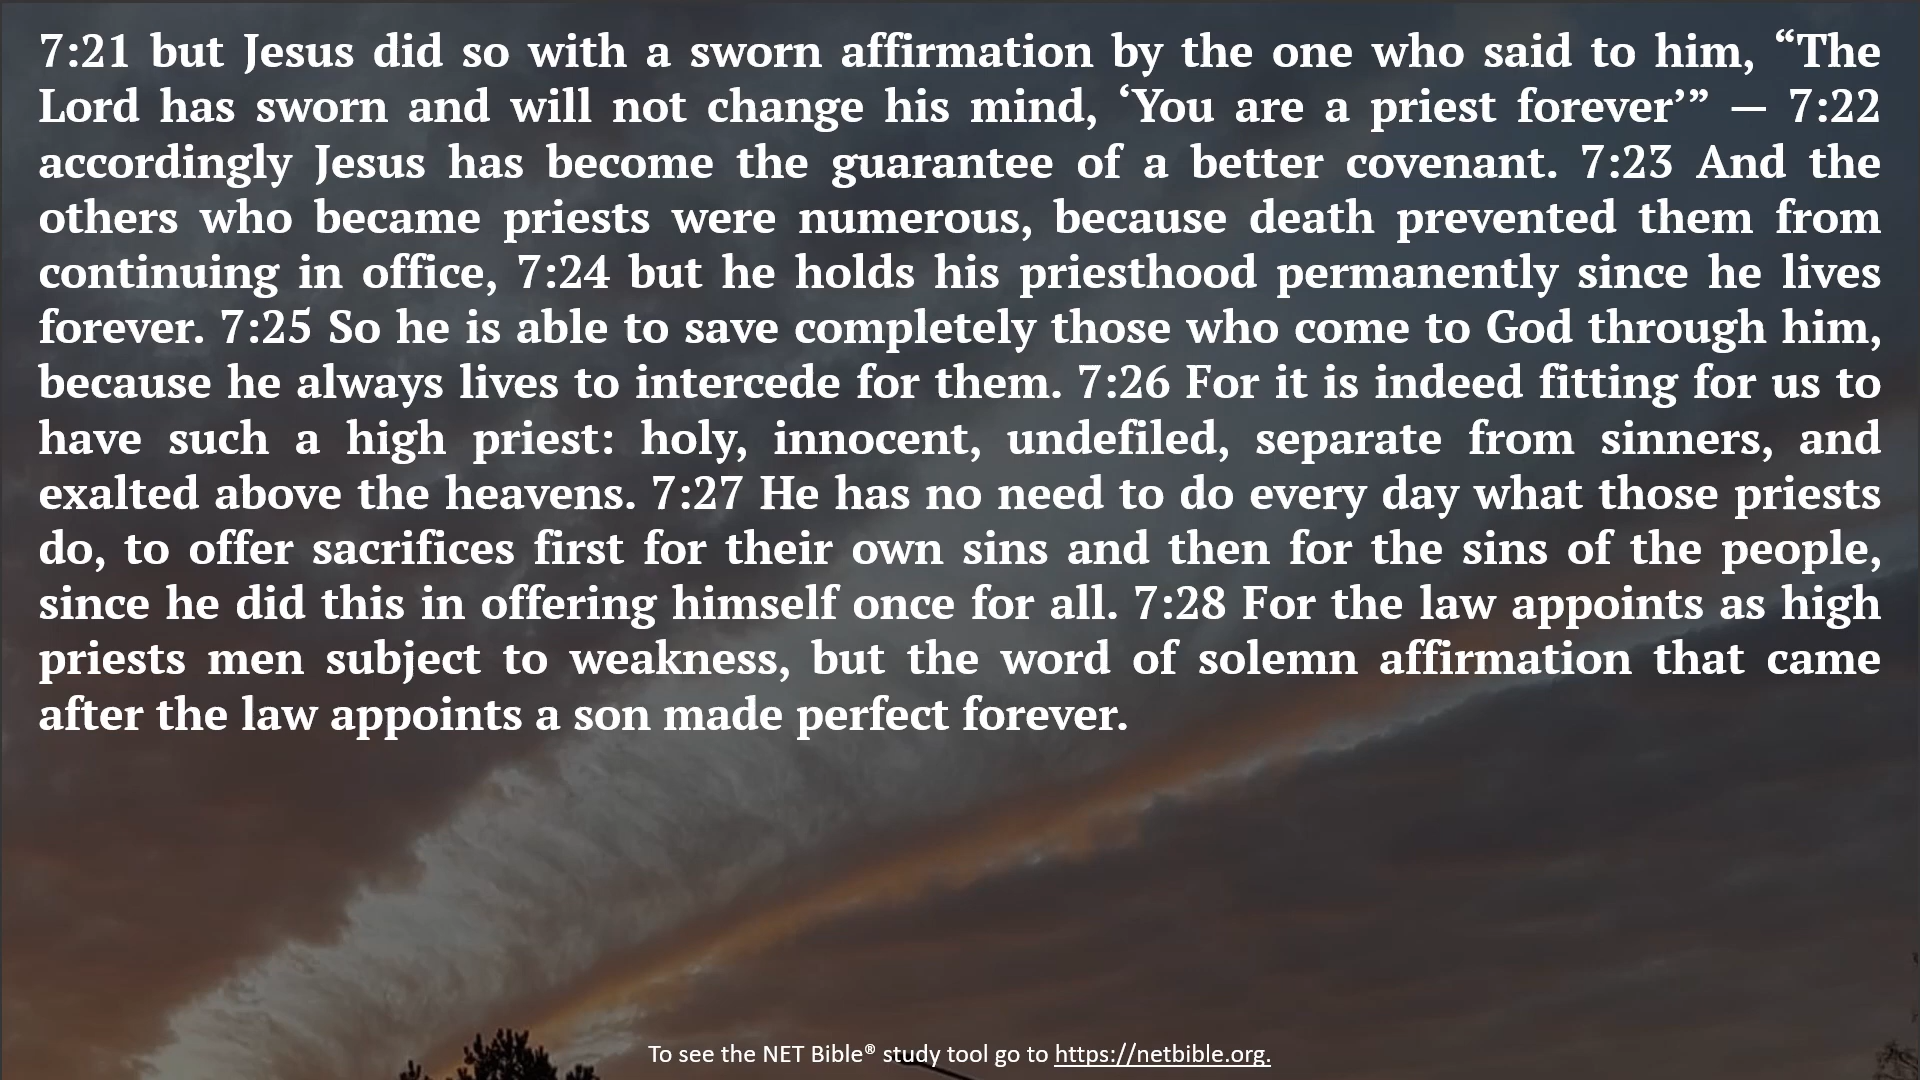 7:21 but Jesus did so with a sworn affirmation by the one who said to him, “The
Lord has sworn and will not change his mind, ‘You are a priest forever’” — 7:22
accordingly Jesus has become the guarantee of a better covenant. 7:23 And the
others who became priests were numerous, because death prevented them from
continuing in office, 7:24 but he holds his priesthood permanently since he lives
forever. 7:25 So he is able to save completely those who come to God through him,
because he always lives to intercede for them. 7:26 For it is indeed fitting for us to
have such a high priest: holy, innocent, undefiled, separate from sinners, and
exalted above the heavens. 7:27 He has no need to do every day what those priests
do, to offer sacrifices first for their own sins and then for the sins of the people,
since he did this in offering himself once for all. 7:28 For the law appoints as high
priests men subject to weakness, but the word of solemn affirmation that came
after the law appoints a son made perfect forever.
To see the NET Bible® study tool go to https://netbible.org.